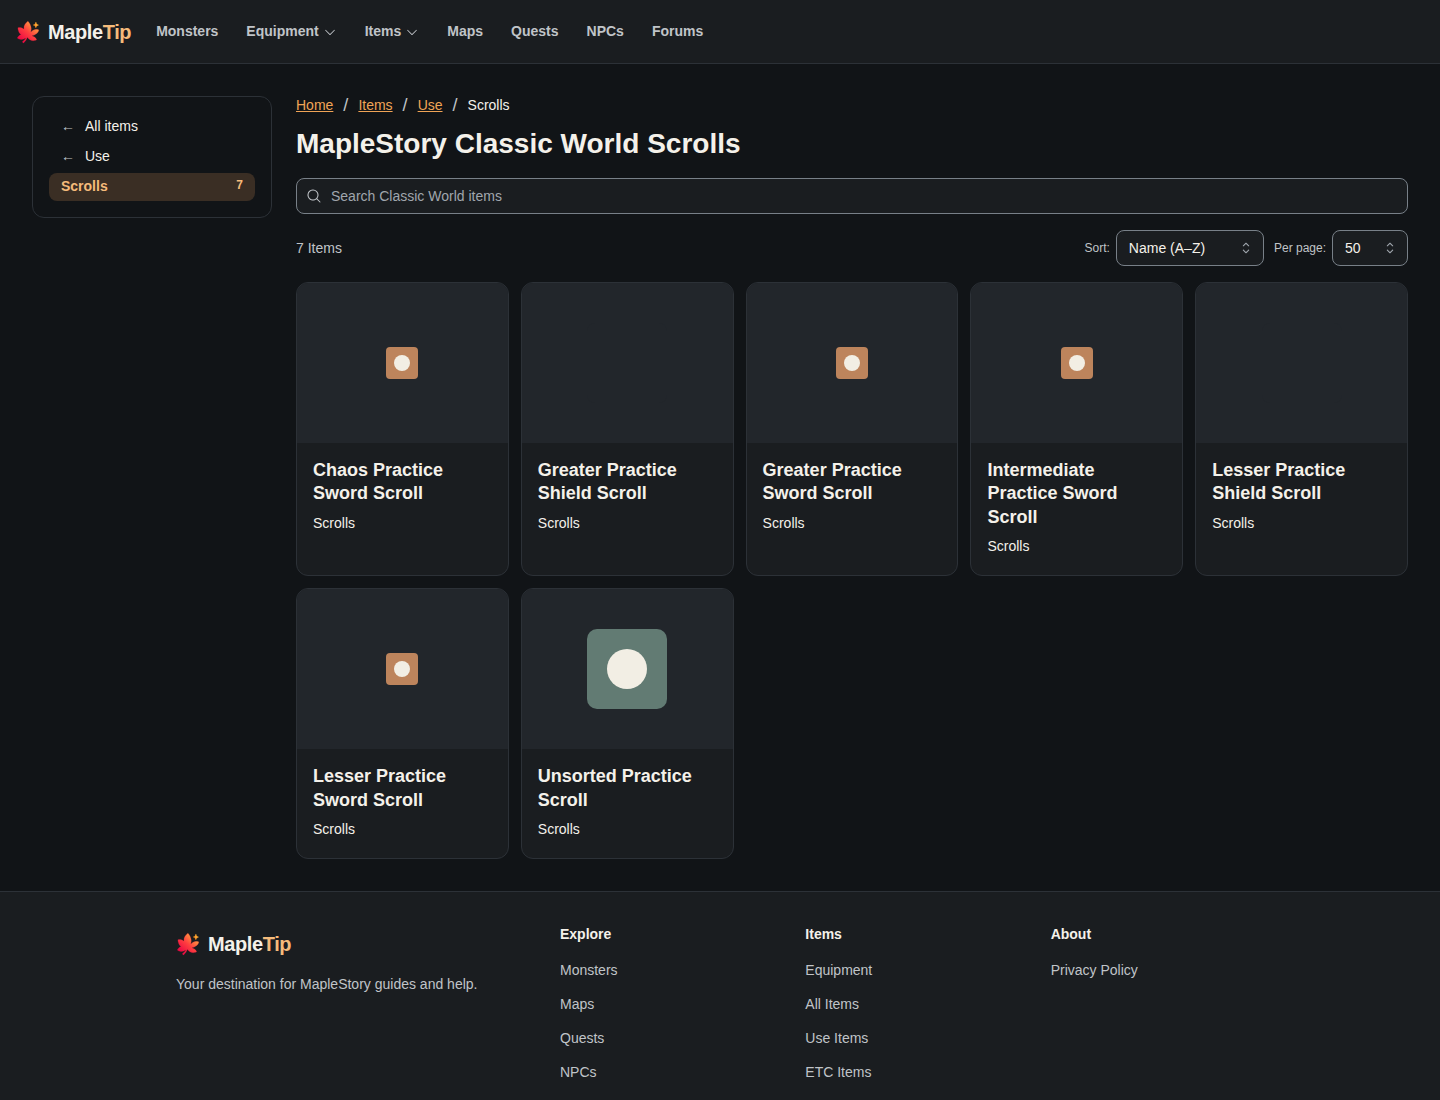 MapleTip Monsters Equipment Items Maps Quests NPCs Forums
← All items
← Use
Scrolls 7
Home / Items / Use / Scrolls
MapleStory Classic World Scrolls
Search Classic World items
7 Items Sort: Name (A–Z) Per page: 50
Chaos Practice
Sword Scroll
Scrolls
Greater Practice
Shield Scroll
Scrolls
Greater Practice
Sword Scroll
Scrolls
Intermediate
Practice Sword
Scroll
Scrolls
Lesser Practice
Shield Scroll
Scrolls
Lesser Practice
Sword Scroll
Scrolls
Unsorted Practice
Scroll
Scrolls
MapleTip
Your destination for MapleStory guides and help.
Explore
Monsters
Maps
Quests
NPCs
Items
Equipment
All Items
Use Items
ETC Items
About
Privacy Policy